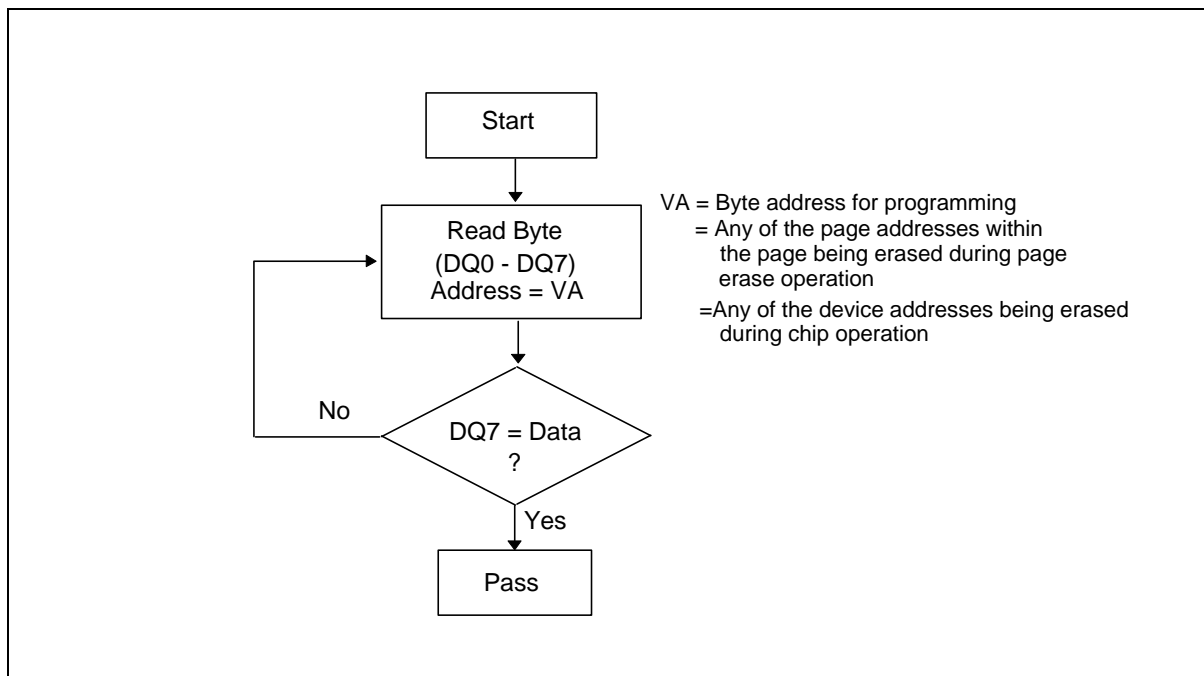 Start
Read Byte
(DQ0 - DQ7)
Address = VA
VA = Byte address for programming
= Any of the page addresses within
the page being erased during page
erase operation
=Any of the device addresses being erased
during chip operation
No
DQ7 = Data
?
Yes
Pass